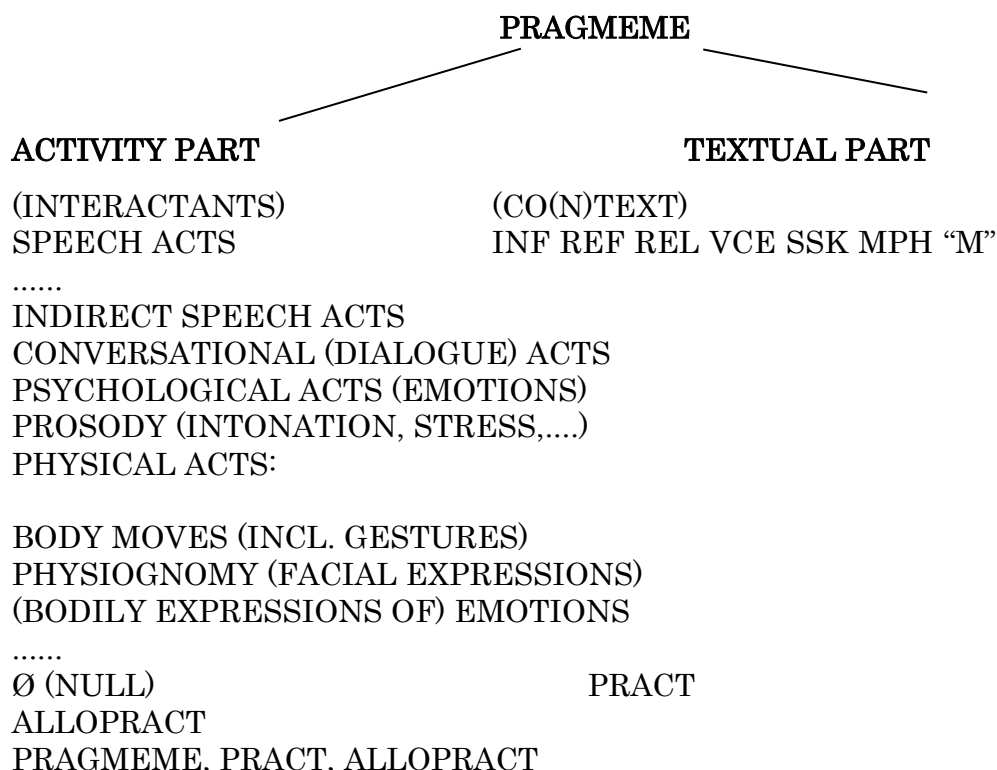 PRAGMEME
ACTIVITY PART TEXTUAL PART
(INTERACTANTS) (CO(N)TEXT)
SPEECH ACTS INF REF REL VCE SSK MPH “M”
……
INDIRECT SPEECH ACTS
CONVERSATIONAL (DIALOGUE) ACTS
PSYCHOLOGICAL ACTS (EMOTIONS)
PROSODY (INTONATION, STRESS,....)
PHYSICAL ACTS:
BODY MOVES (INCL. GESTURES)
PHYSIOGNOMY (FACIAL EXPRESSIONS)
(BODILY EXPRESSIONS OF) EMOTIONS
……
Ø (NULL) PRACT
ALLOPRACT
PRAGMEME, PRACT, ALLOPRACT